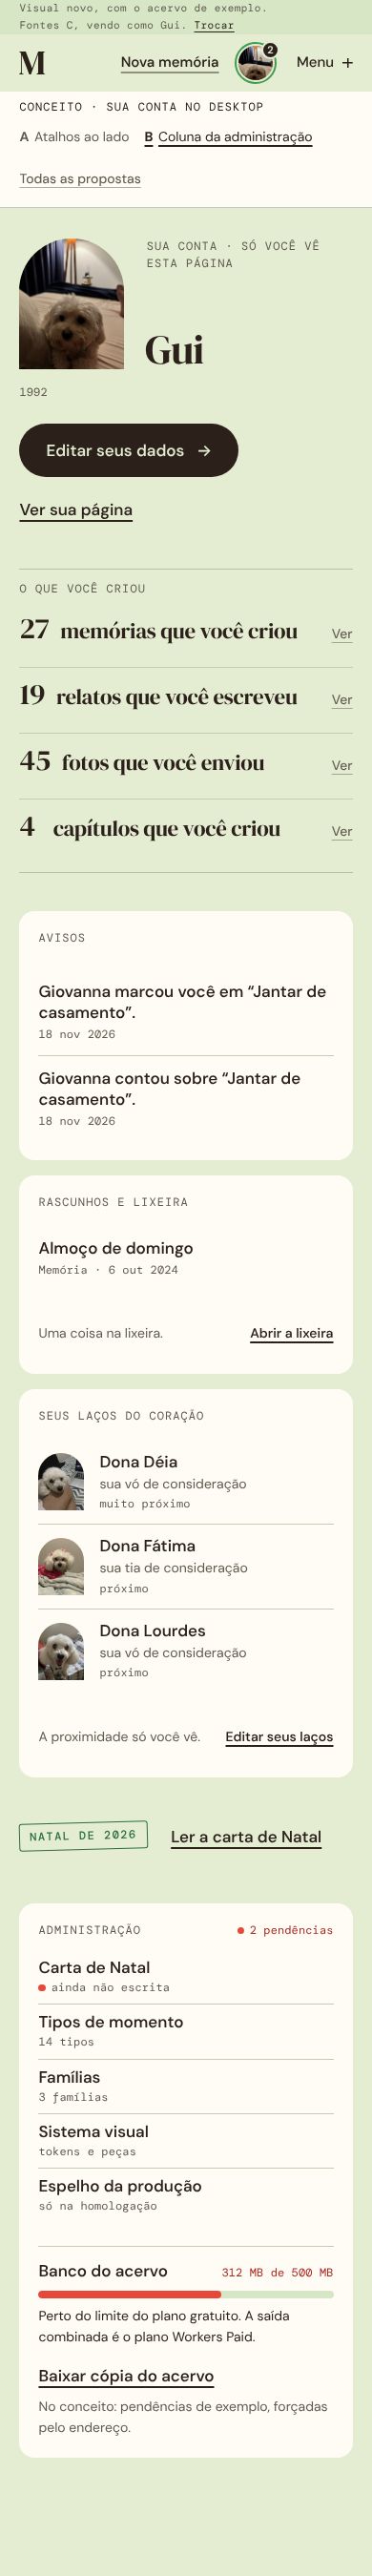 Visual novo, com o acervo de exemplo.
Fontes C, vendo como Gui. Trocar
M
Nova memória
2
Menu +
CONCEITO · SUA CONTA NO DESKTOP
A Atalhos ao lado B Coluna da administração
Todas as propostas
SUA CONTA · SÓ VOCÊ VÊ
ESTA PÁGINA
Gui
1992
Editar seus dados →
Ver sua página
O QUE VOCÊ CRIOU
27 memórias que você criou Ver
19 relatos que você escreveu Ver
45 fotos que você enviou Ver
4 capítulos que você criou Ver
AVISOS
Giovanna marcou você em “Jantar de
casamento”.
18 nov 2026
Giovanna contou sobre “Jantar de
casamento”.
18 nov 2026
RASCUNHOS E LIXEIRA
Almoço de domingo
Memória · 6 out 2024
Uma coisa na lixeira. Abrir a lixeira
SEUS LAÇOS DO CORAÇÃO
Dona Déia
sua vó de consideração
muito próximo
Dona Fátima
sua tia de consideração
próximo
Dona Lourdes
sua vó de consideração
próximo
A proximidade só você vê. Editar seus laços
NATAL DE 2026 Ler a carta de Natal
ADMINISTRAÇÃO 2 pendências
Carta de Natal
ainda não escrita
Tipos de momento
14 tipos
Famílias
3 famílias
Sistema visual
tokens e peças
Espelho da produção
só na homologação
Banco do acervo 312 MB de 500 MB
Perto do limite do plano gratuito. A saída
combinada é o plano Workers Paid.
Baixar cópia do acervo
No conceito: pendências de exemplo, forçadas
pelo endereço.